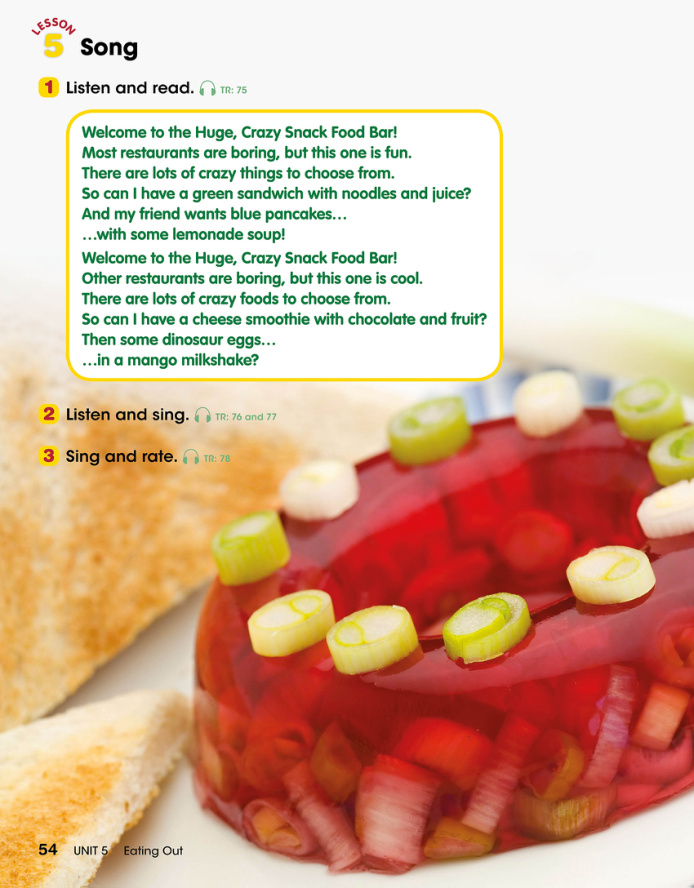 LESSON
5 Song
1 Listen and read. TR: 75
Welcome to the Huge, Crazy Snack Food Bar!
Most restaurants are boring, but this one is fun.
There are lots of crazy things to choose from.
So can I have a green sandwich with noodles and juice?
And my friend wants blue pancakes...
...with some lemonade soup!
Welcome to the Huge, Crazy Snack Food Bar!
Other restaurants are boring, but this one is cool.
There are lots of crazy foods to choose from.
So can I have a cheese smoothie with chocolate and fruit?
Then some dinosaur eggs...
...in a mango milkshake?
2 Listen and sing. TR: 76 and 77
3 Sing and rate. TR: 78
54 UNIT 5 Eating Out